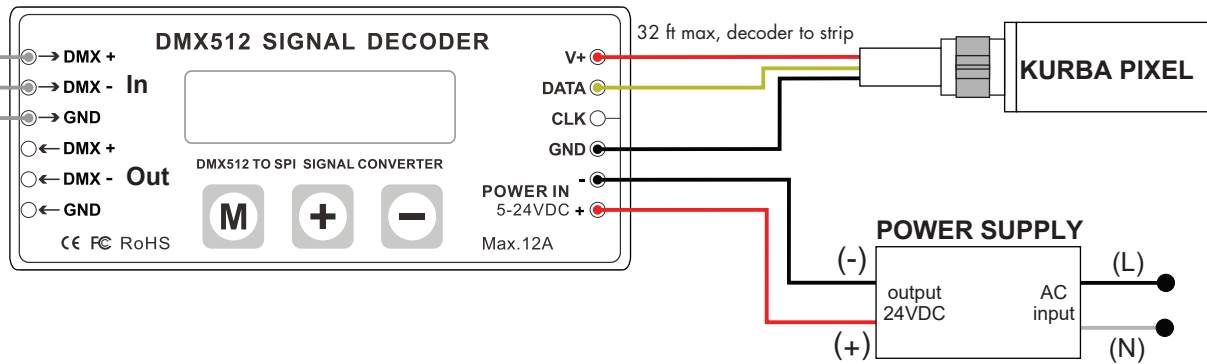 DMX512 SIGNAL DECODER
DMX +
DMX - In
GND
DMX +
DMX - Out
GND
CE FC RoHS
DMX512 TO SPI SIGNAL CONVERTER
M + −
V+
DATA
CLK
GND
-
POWER IN
5-24VDC +
Max.12A
32 ft max, decoder to strip
KURBA PIXEL
POWER SUPPLY
(-)
(+)
output
24VDC
AC
input
(L)
(N)